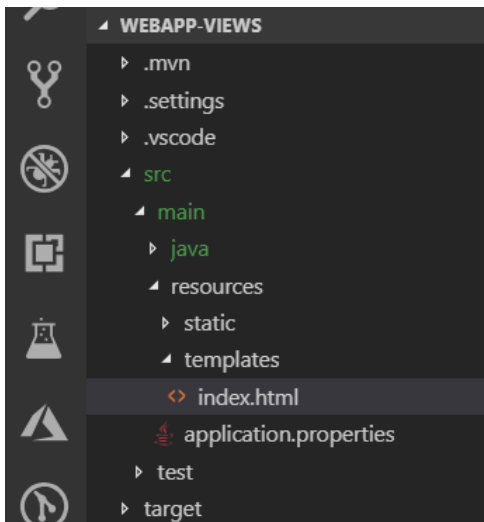 WEBAPP-VIEWS
.mvn
.settings
.vscode
src
main
java
resources
static
templates
index.html
application.properties
test
target